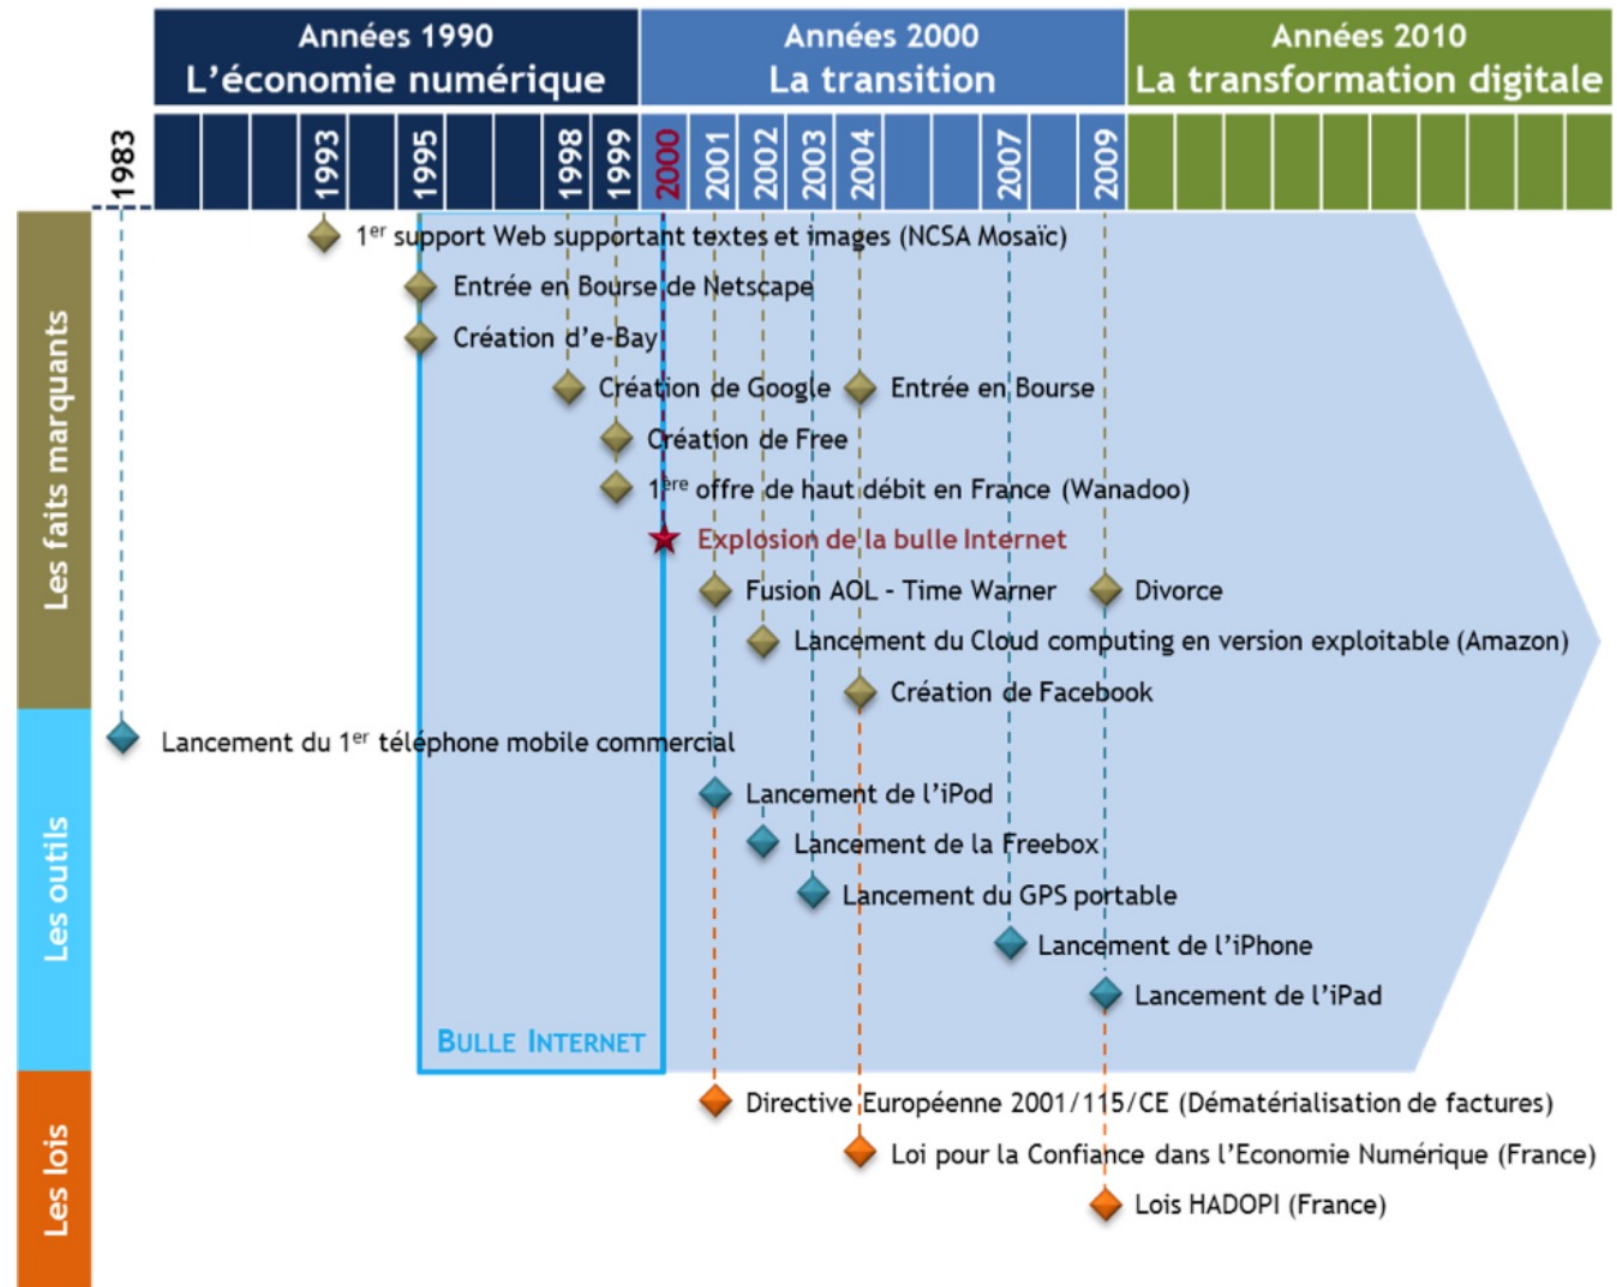 Années 1990
L'économie numérique
Années 2000
La transition
Années 2010
La transformation digitale
1983
1993
1995
1998
1999
2000
2001
2002
2003
2004
2007
2009
Les faits marquants
1er support Web supportant textes et images (NCSA Mosaïc)
Entrée en Bourse de Netscape
Création d'e-Bay
Création de Google
Entrée en Bourse
Création de Free
1ère offre de haut débit en France (Wanadoo)
Explosion de la bulle Internet
Fusion AOL - Time Warner
Divorce
Lancement du Cloud computing en version exploitable (Amazon)
Création de Facebook
Les outils
Lancement du 1er téléphone mobile commercial
Lancement de l'iPod
Lancement de la Freebox
Lancement du GPS portable
Lancement de l'iPhone
Lancement de l'iPad
BULLE INTERNET
Les lois
Directive Européenne 2001/115/CE (Dématérialisation de factures)
Loi pour la Confiance dans l'Economie Numérique (France)
Lois HADOPI (France)